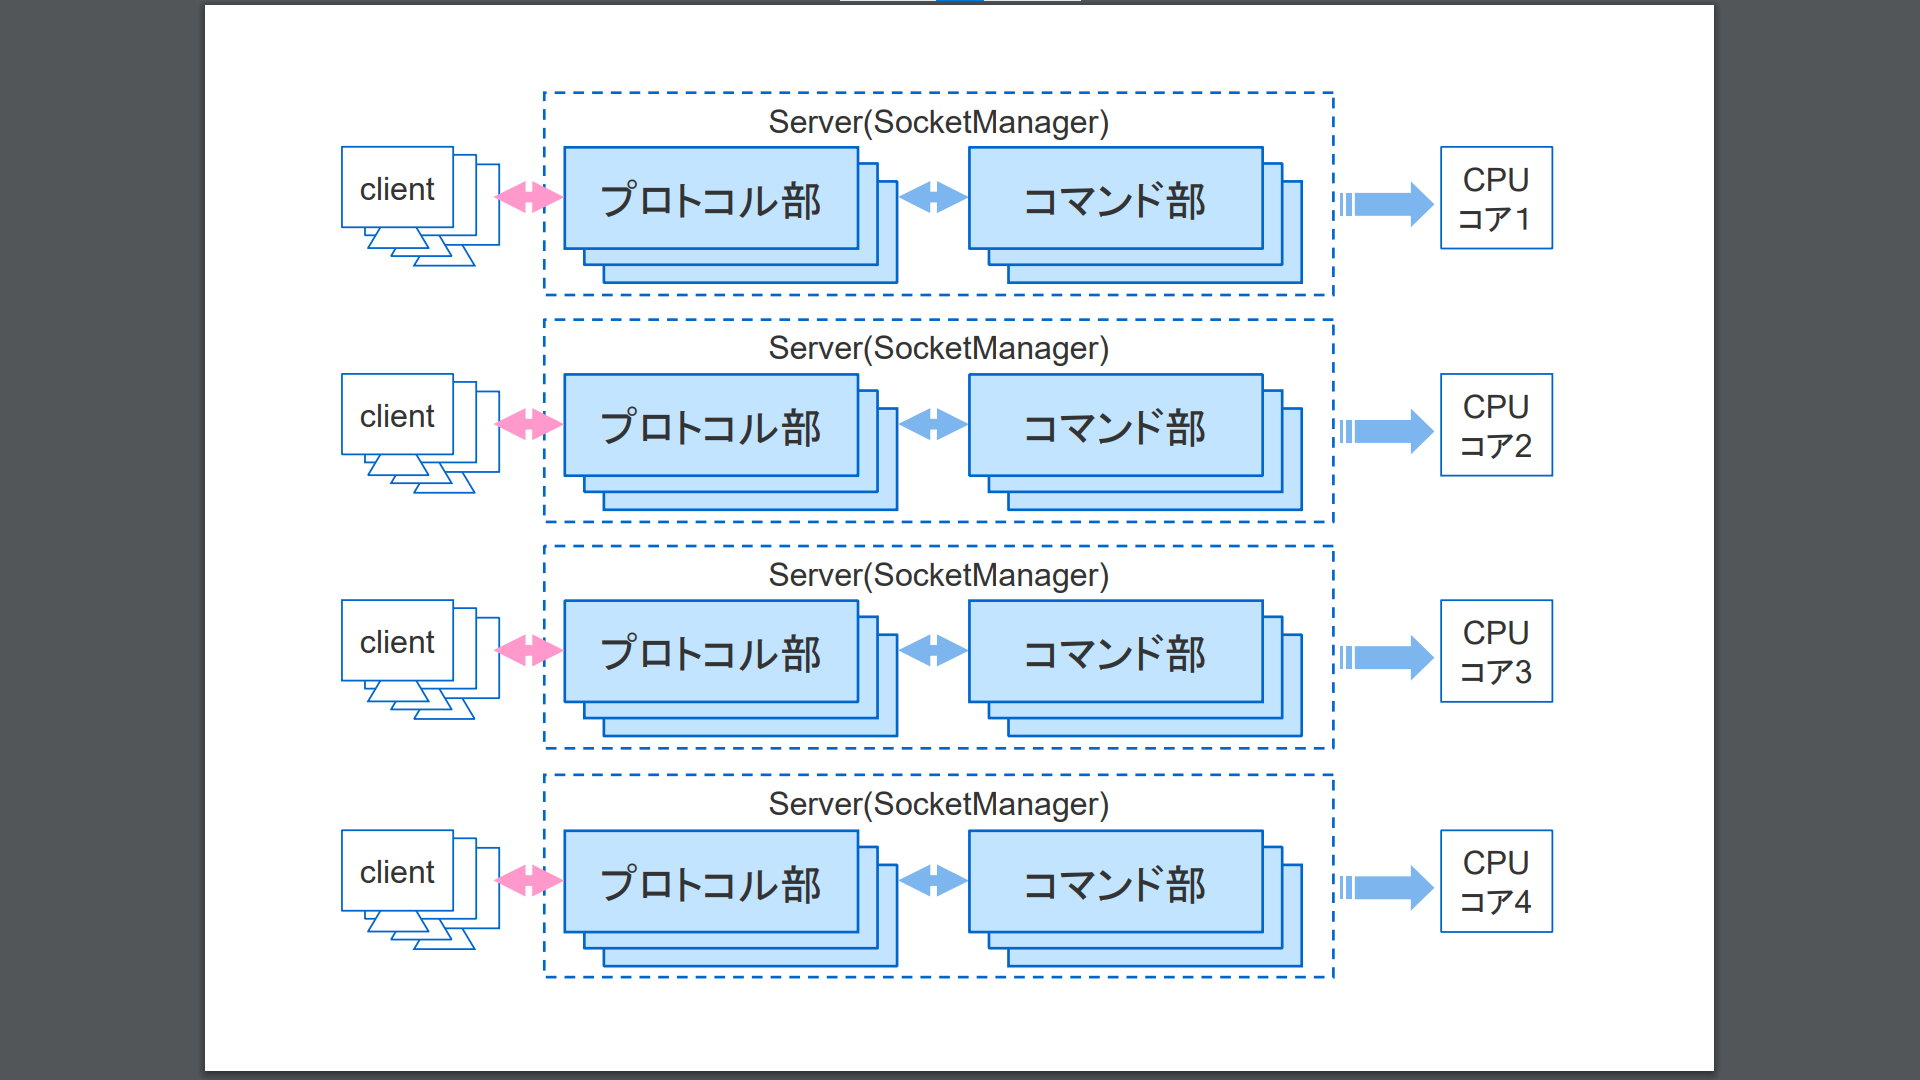 Server(SocketManager)
client
プロトコル部
コマンド部
CPU
コア1
Server(SocketManager)
client
プロトコル部
コマンド部
CPU
コア2
Server(SocketManager)
client
プロトコル部
コマンド部
CPU
コア3
Server(SocketManager)
client
プロトコル部
コマンド部
CPU
コア4